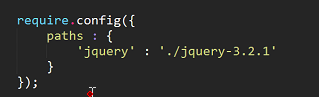 require.config({
    paths : {
        'jquery' : './jquery-3.2.1'
    }
});